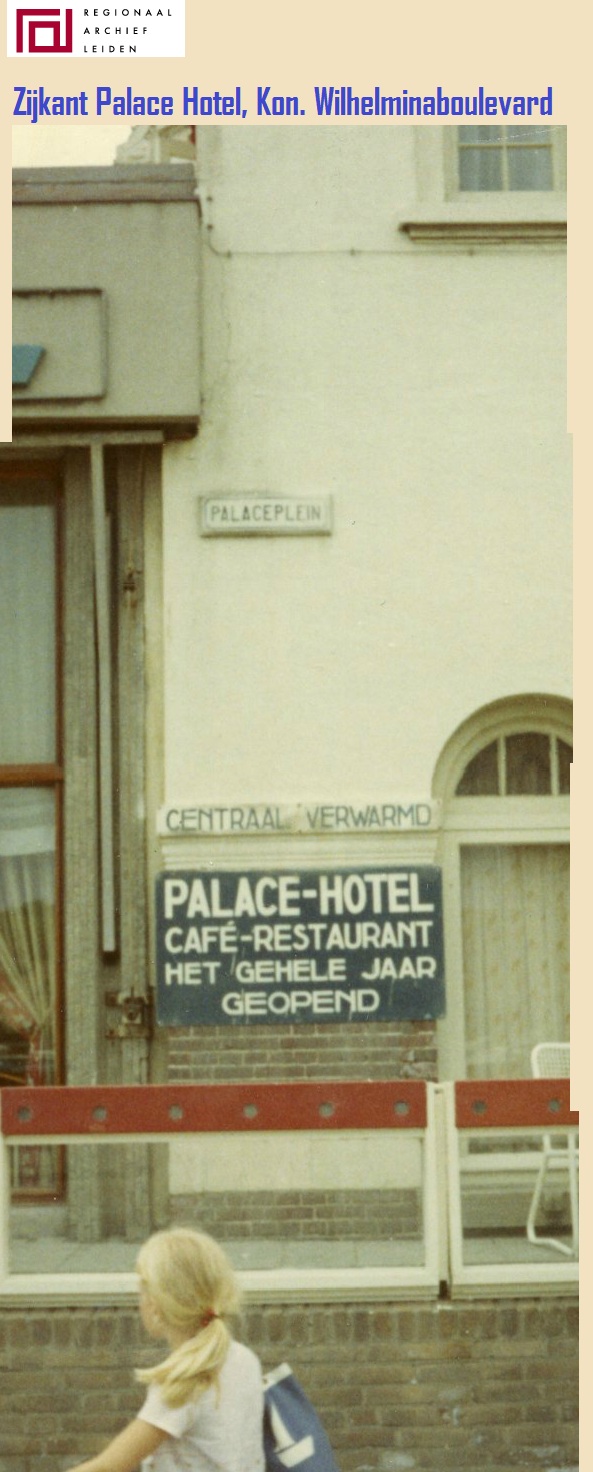 REGIONAAL
ARCHIEF
LEIDEN
Zijkant Palace Hotel, Kon. Wilhelminaboulevard
PALACEPLEIN
CENTRAAL VERWARMD
PALACE-HOTEL
CAFÉ-RESTAURANT
HET GEHELE JAAR
GEOPEND